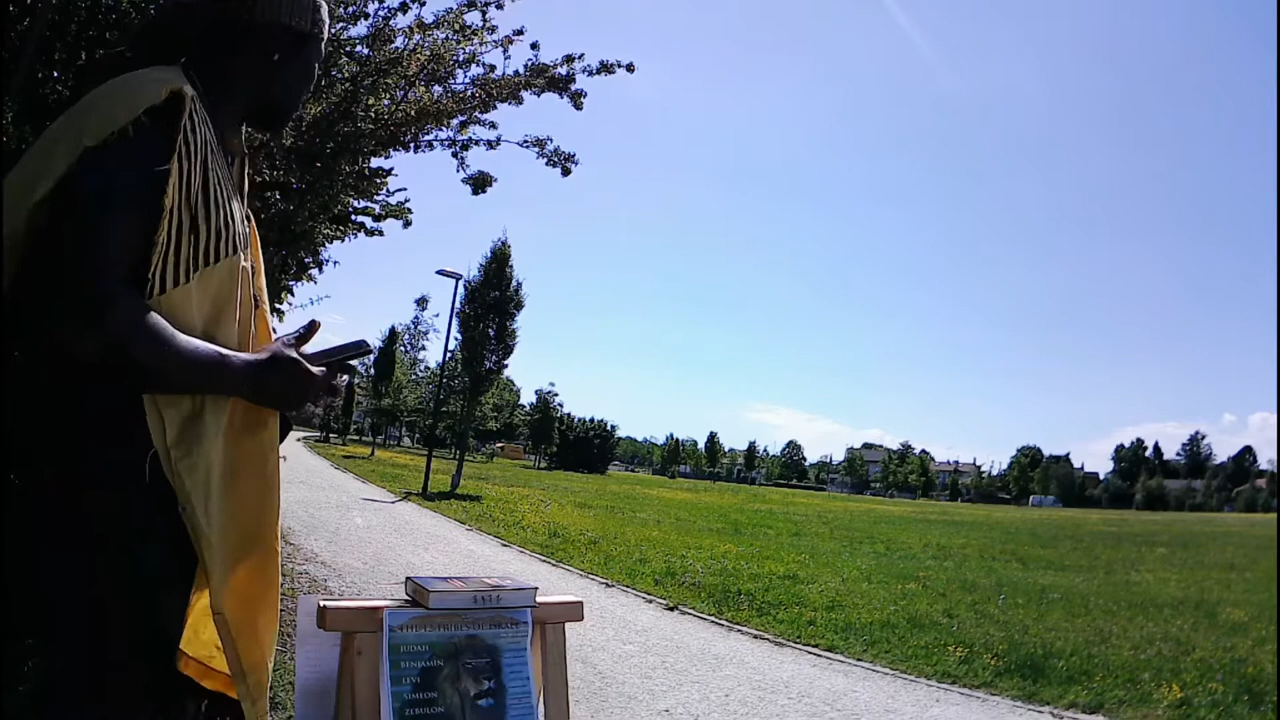 THE 12 TRIBES OF ISRAEL
JUDAH
BENJAMIN
LEVI
SIMEON
ZEBULON